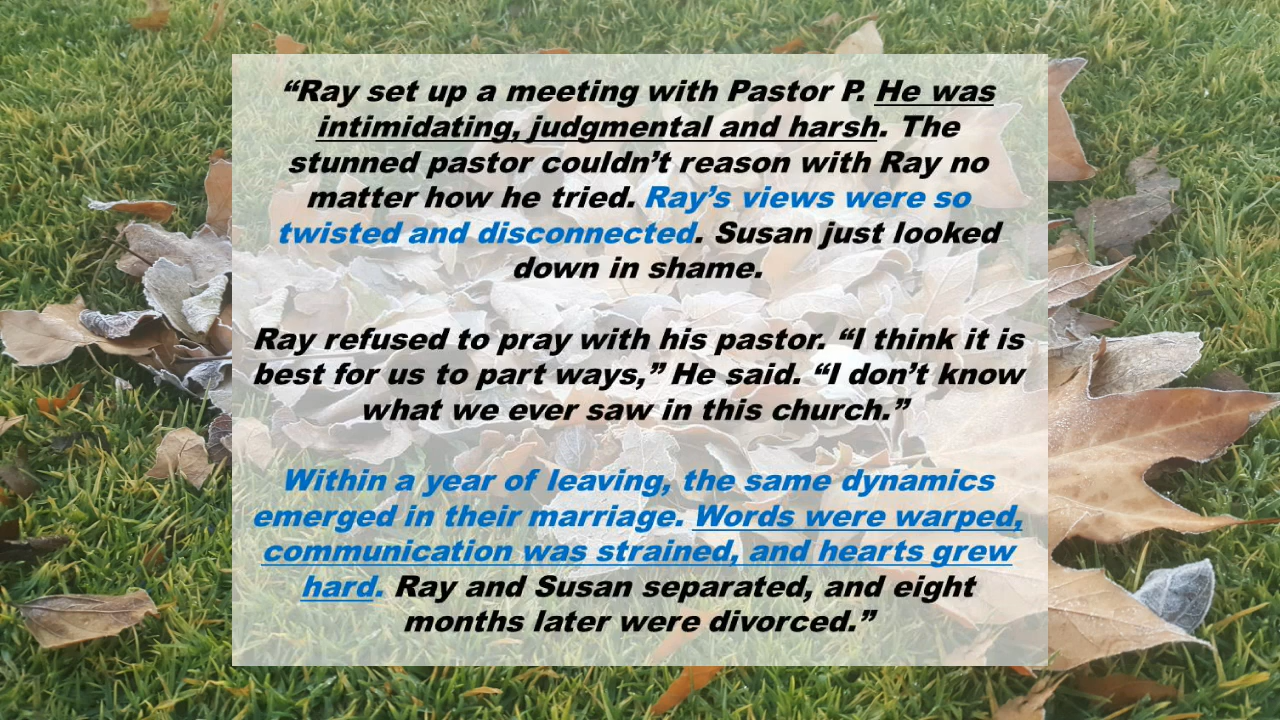 “Ray set up a meeting with Pastor P. He was
intimidating, judgmental and harsh. The
stunned pastor couldn’t reason with Ray no
matter how he tried. Ray’s views were so
twisted and disconnected. Susan just looked
down in shame.
Ray refused to pray with his pastor. “I think it is
best for us to part ways,” He said. “I don’t know
what we ever saw in this church.”
Within a year of leaving, the same dynamics
emerged in their marriage. Words were warped,
communication was strained, and hearts grew
hard. Ray and Susan separated, and eight
months later were divorced.”